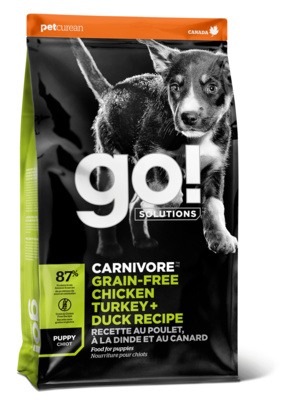 petcurean
CANADA
go!
SOLUTIONS
CARNIVORE
GRAIN-FREE
CHICKEN
TURKEY +
DUCK RECIPE
RECETTE AU POULET,
À LA DINDE ET AU CANARD
Food for puppies
Nourriture pour chiots
87%
PUPPY
CHIOT